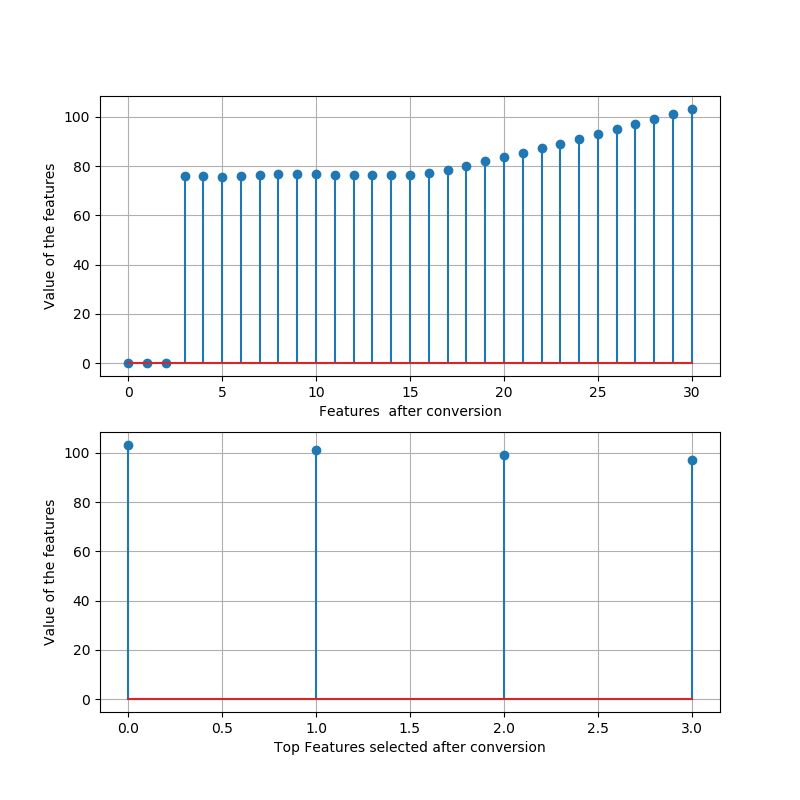 100
80
60
40
20
0
Value of the features
0 5 10 15 20 25 30
Features  after conversion
100
80
60
40
20
0
Value of the features
0.0 0.5 1.0 1.5 2.0 2.5 3.0
Top Features selected after conversion